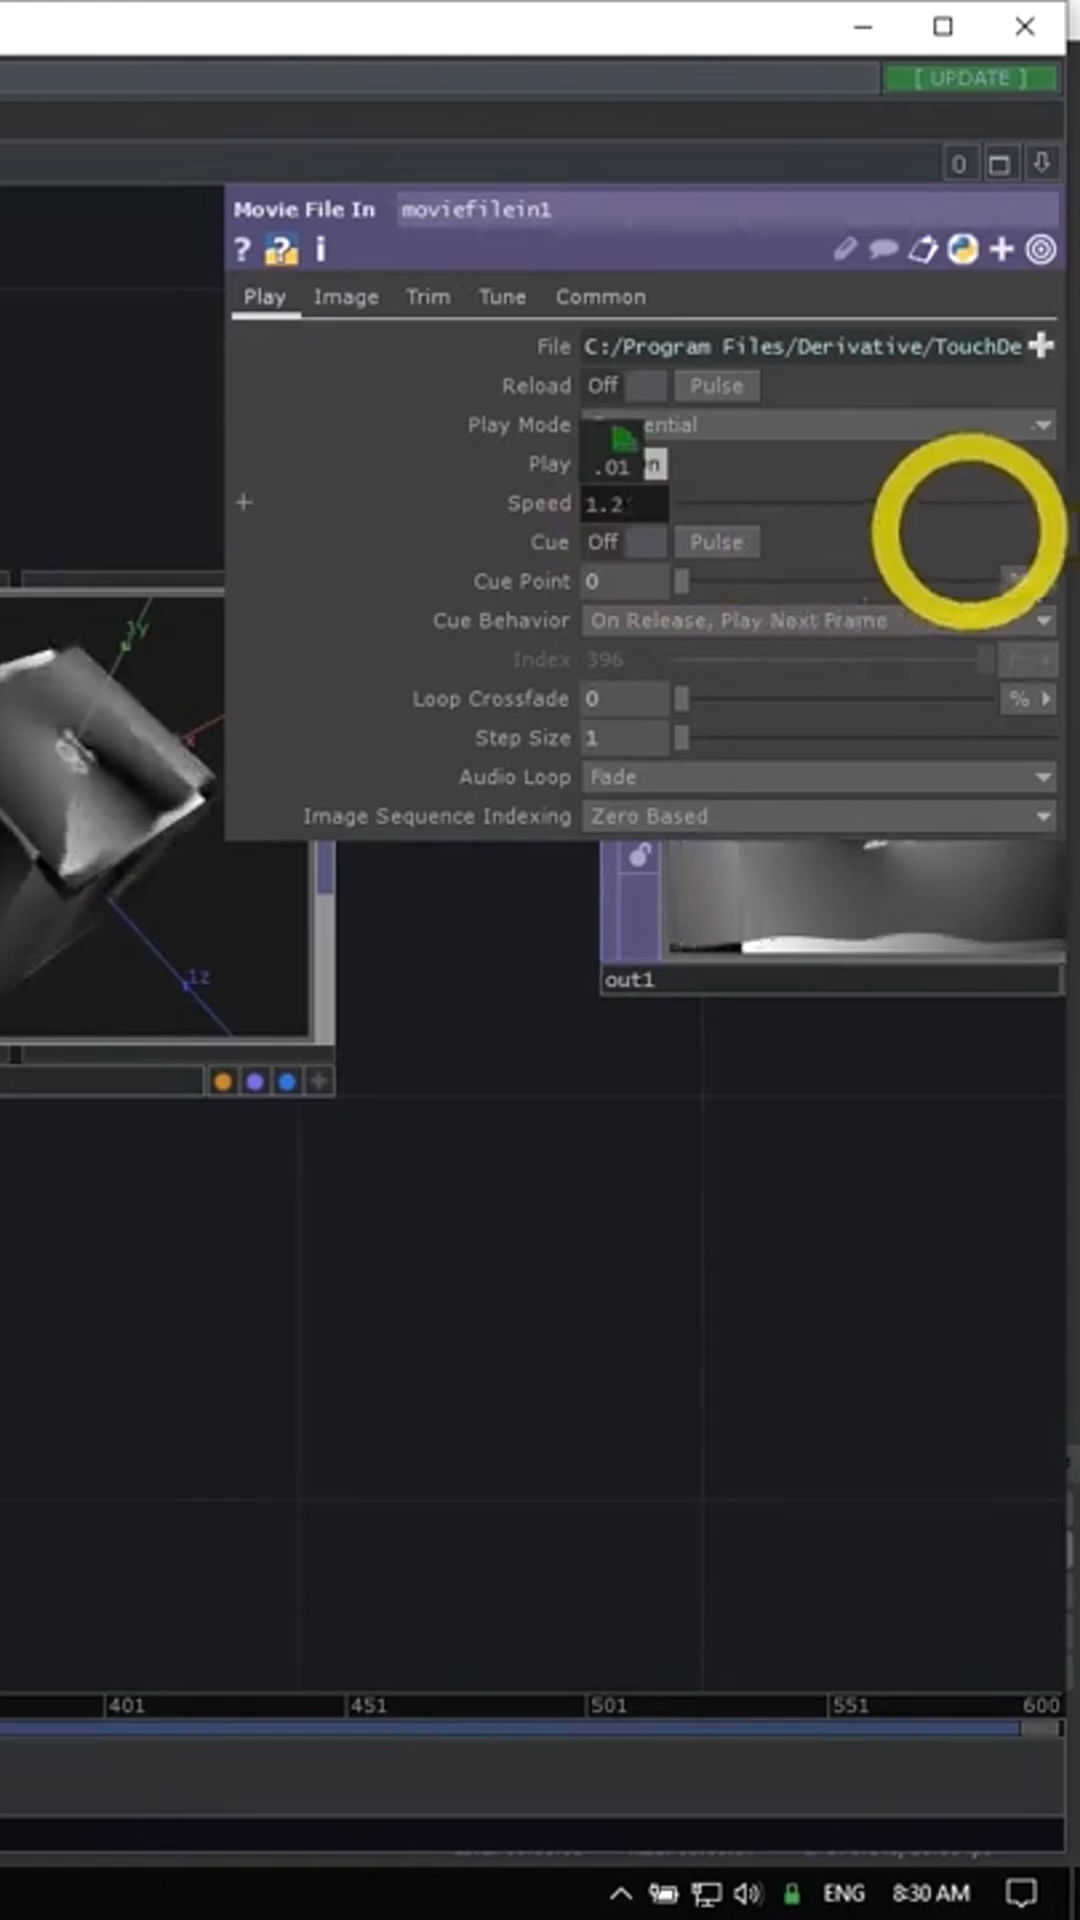 [ UPDATE ]
0
Movie File In moviefilein1
? ? i
Play Image Trim Tune Common
File C:/Program Files/Derivative/TouchDe
Reload Off Pulse
Play Mode ential
Play .01 n
Speed 1.2
Cue Off Pulse
Cue Point 0
Cue Behavior On Release, Play Next Frame
Index 396
Loop Crossfade 0 %
Step Size 1
Audio Loop Fade
Image Sequence Indexing Zero Based
1y
x
1z
out1
401 451 501 551 600
ENG 8:30 AM